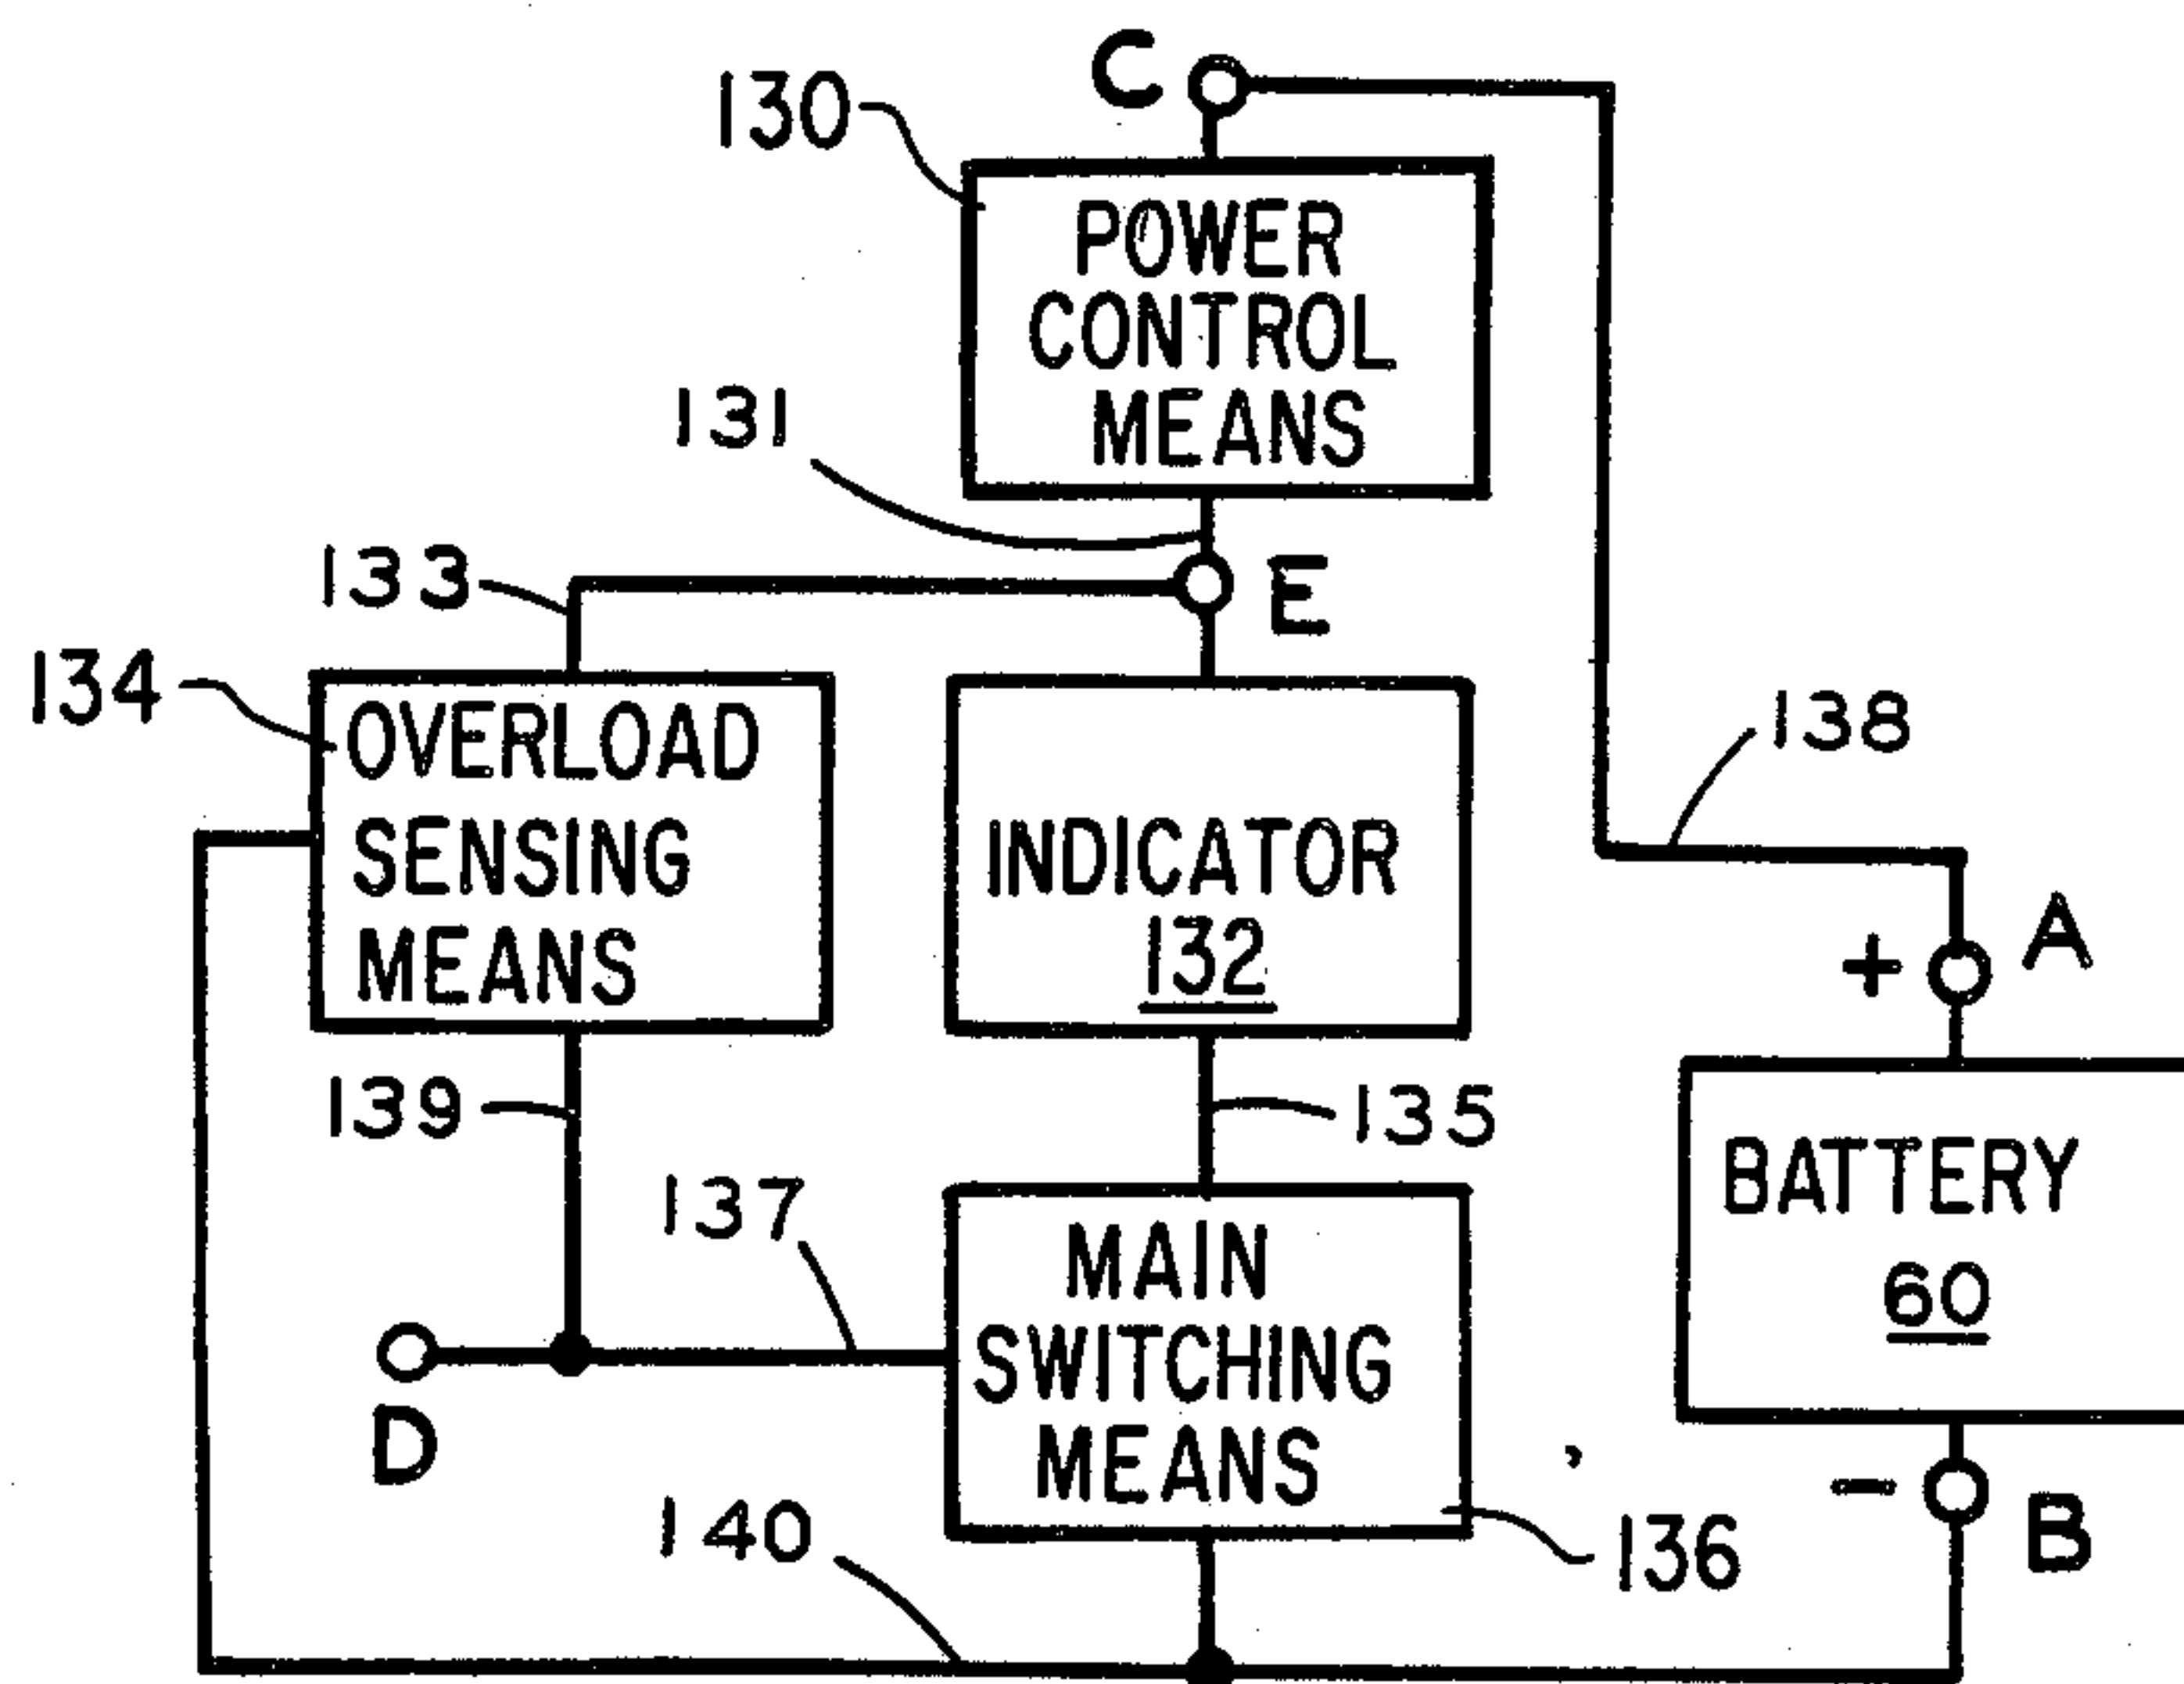 C
130
POWER
CONTROL
MEANS
131
133
E
134
OVERLOAD
SENSING
MEANS
INDICATOR
132
138
+
A
139
135
BATTERY
60
137
MAIN
SWITCHING
MEANS
D
-
B
140
136